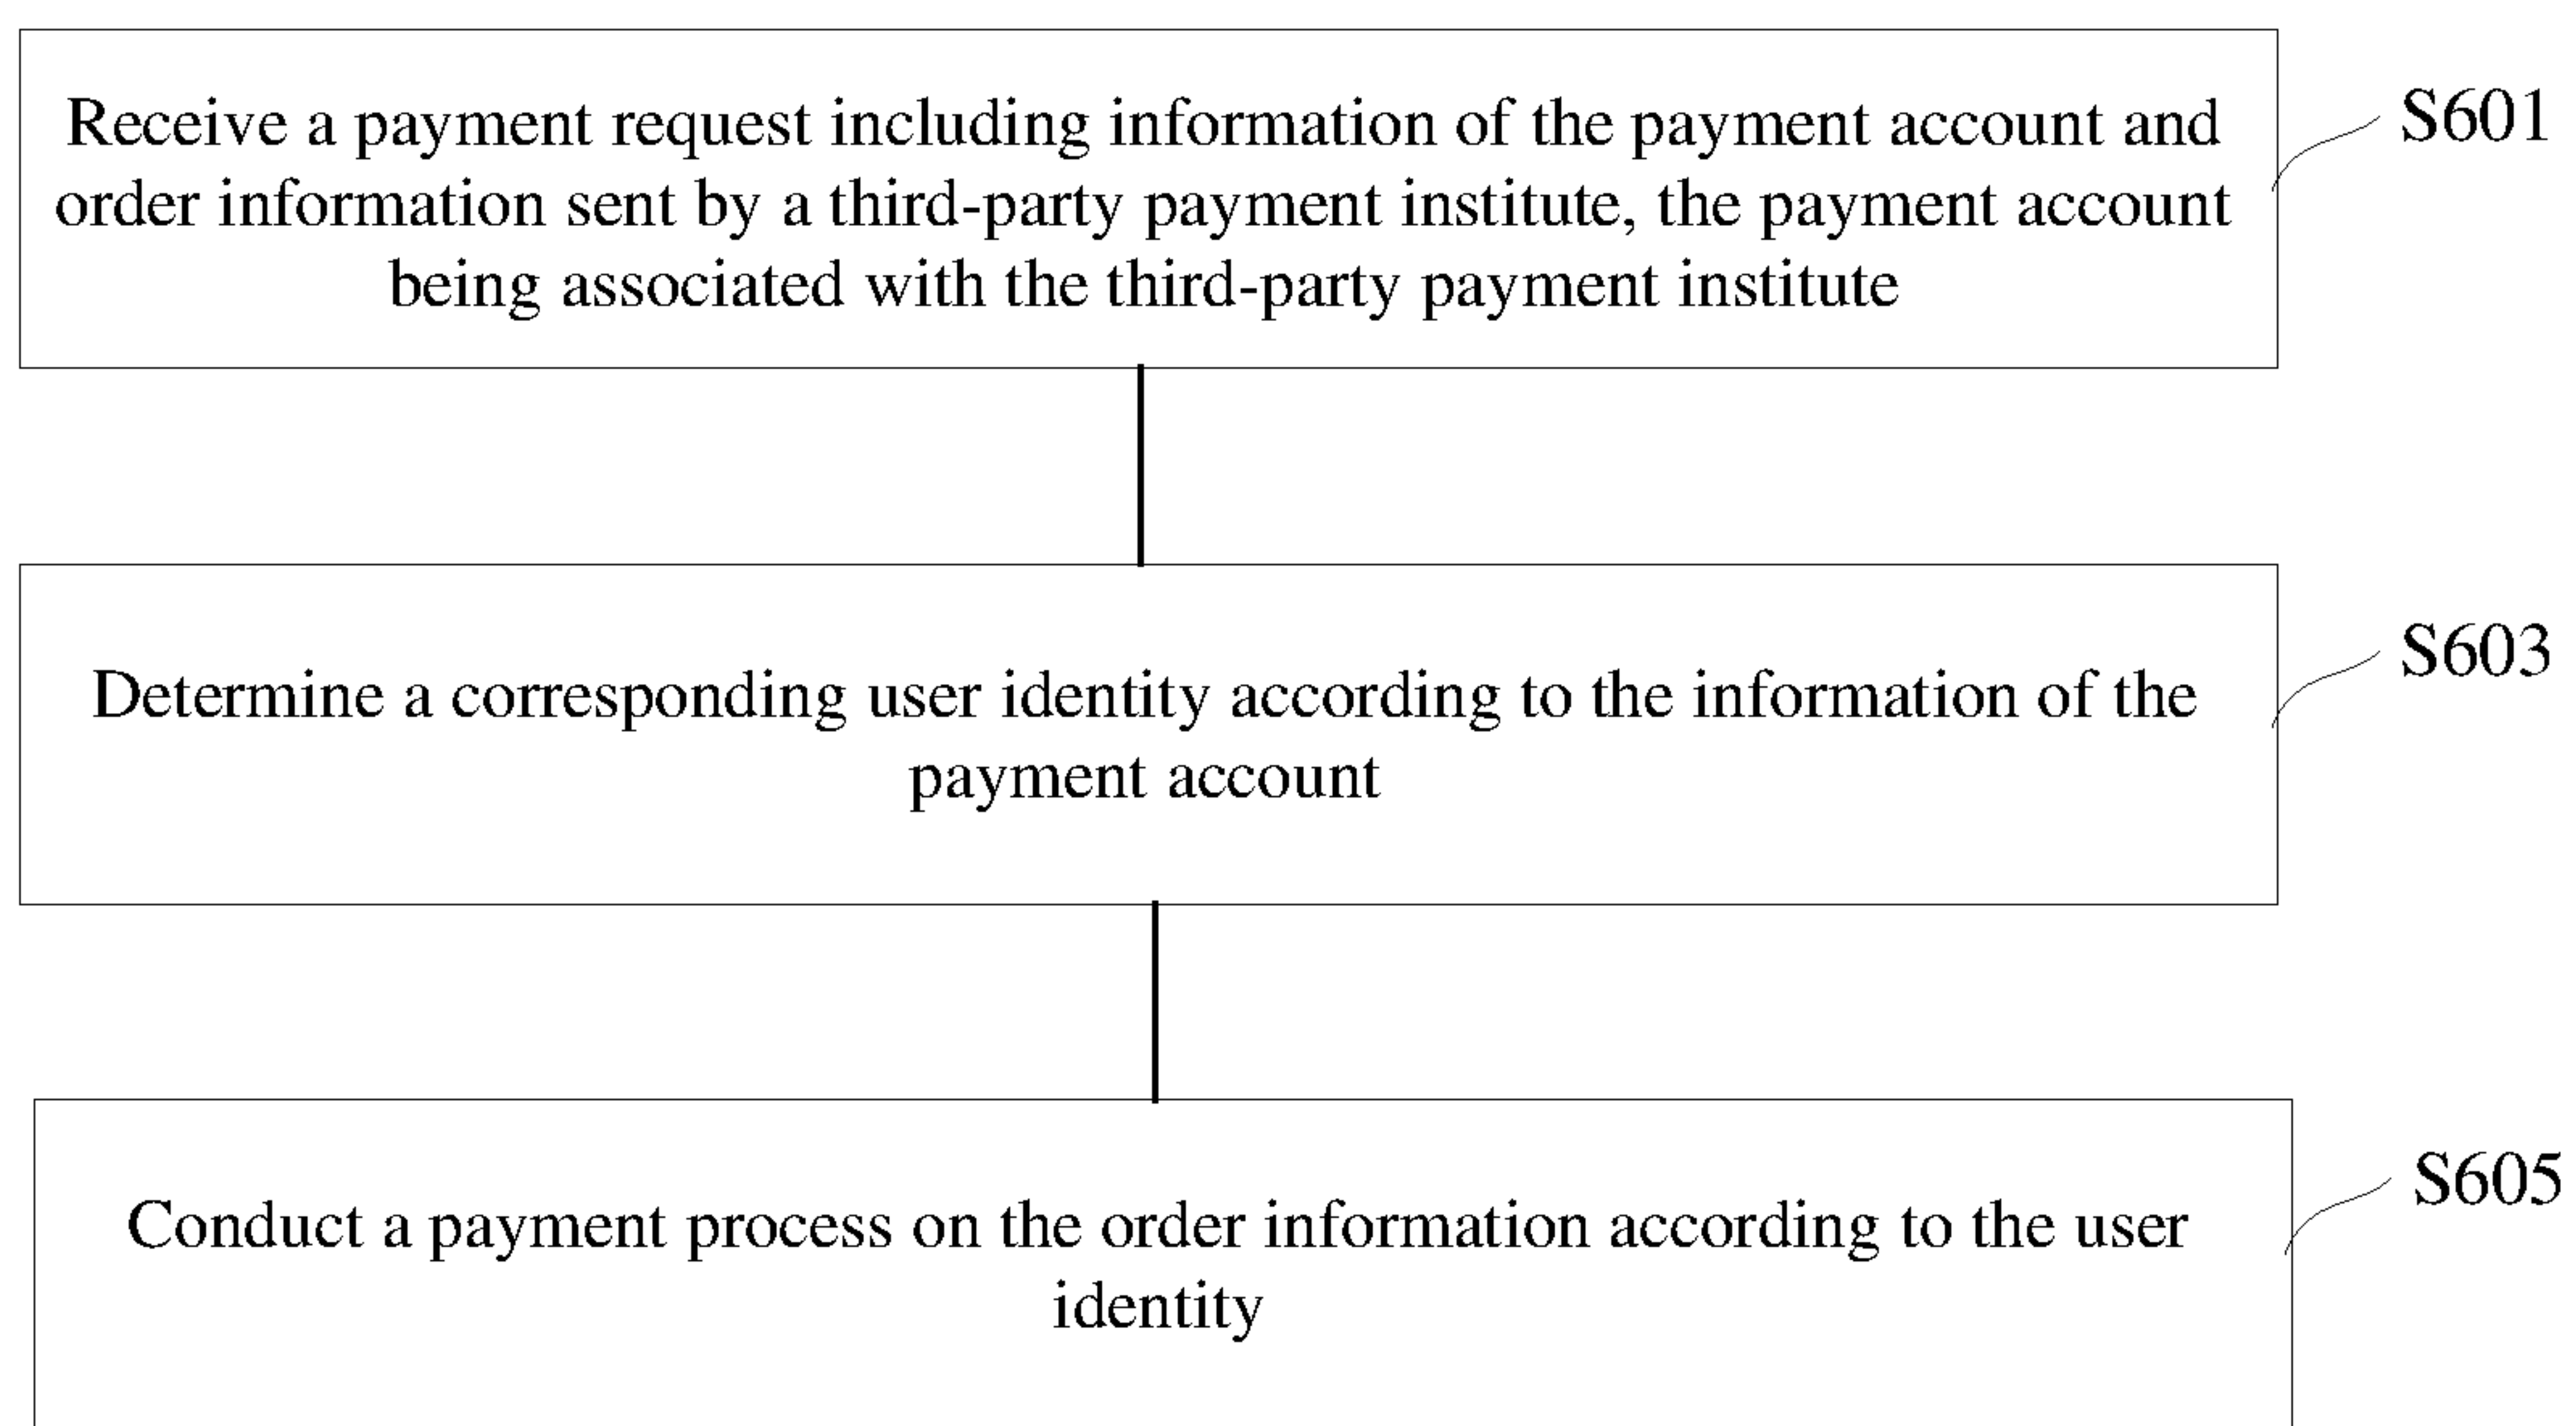 Receive a payment request including information of the payment account and
order information sent by a third-party payment institute, the payment account
being associated with the third-party payment institute
S601
Determine a corresponding user identity according to the information of the
payment account
S603
Conduct a payment process on the order information according to the user
identity
S605